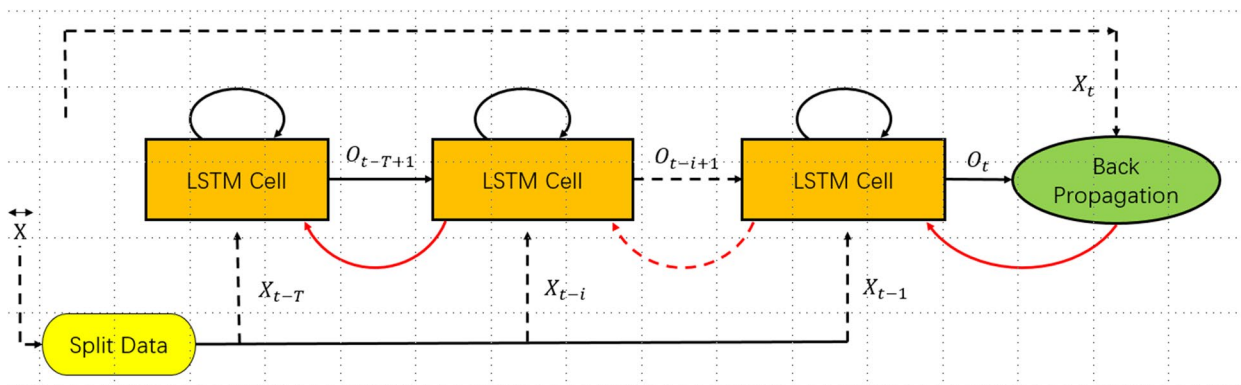 X_t
O_{t-T+1}
O_{t-i+1}
O_t
LSTM Cell
LSTM Cell
LSTM Cell
Back
Propagation
X
X_{t-T}
X_{t-i}
X_{t-1}
Split Data